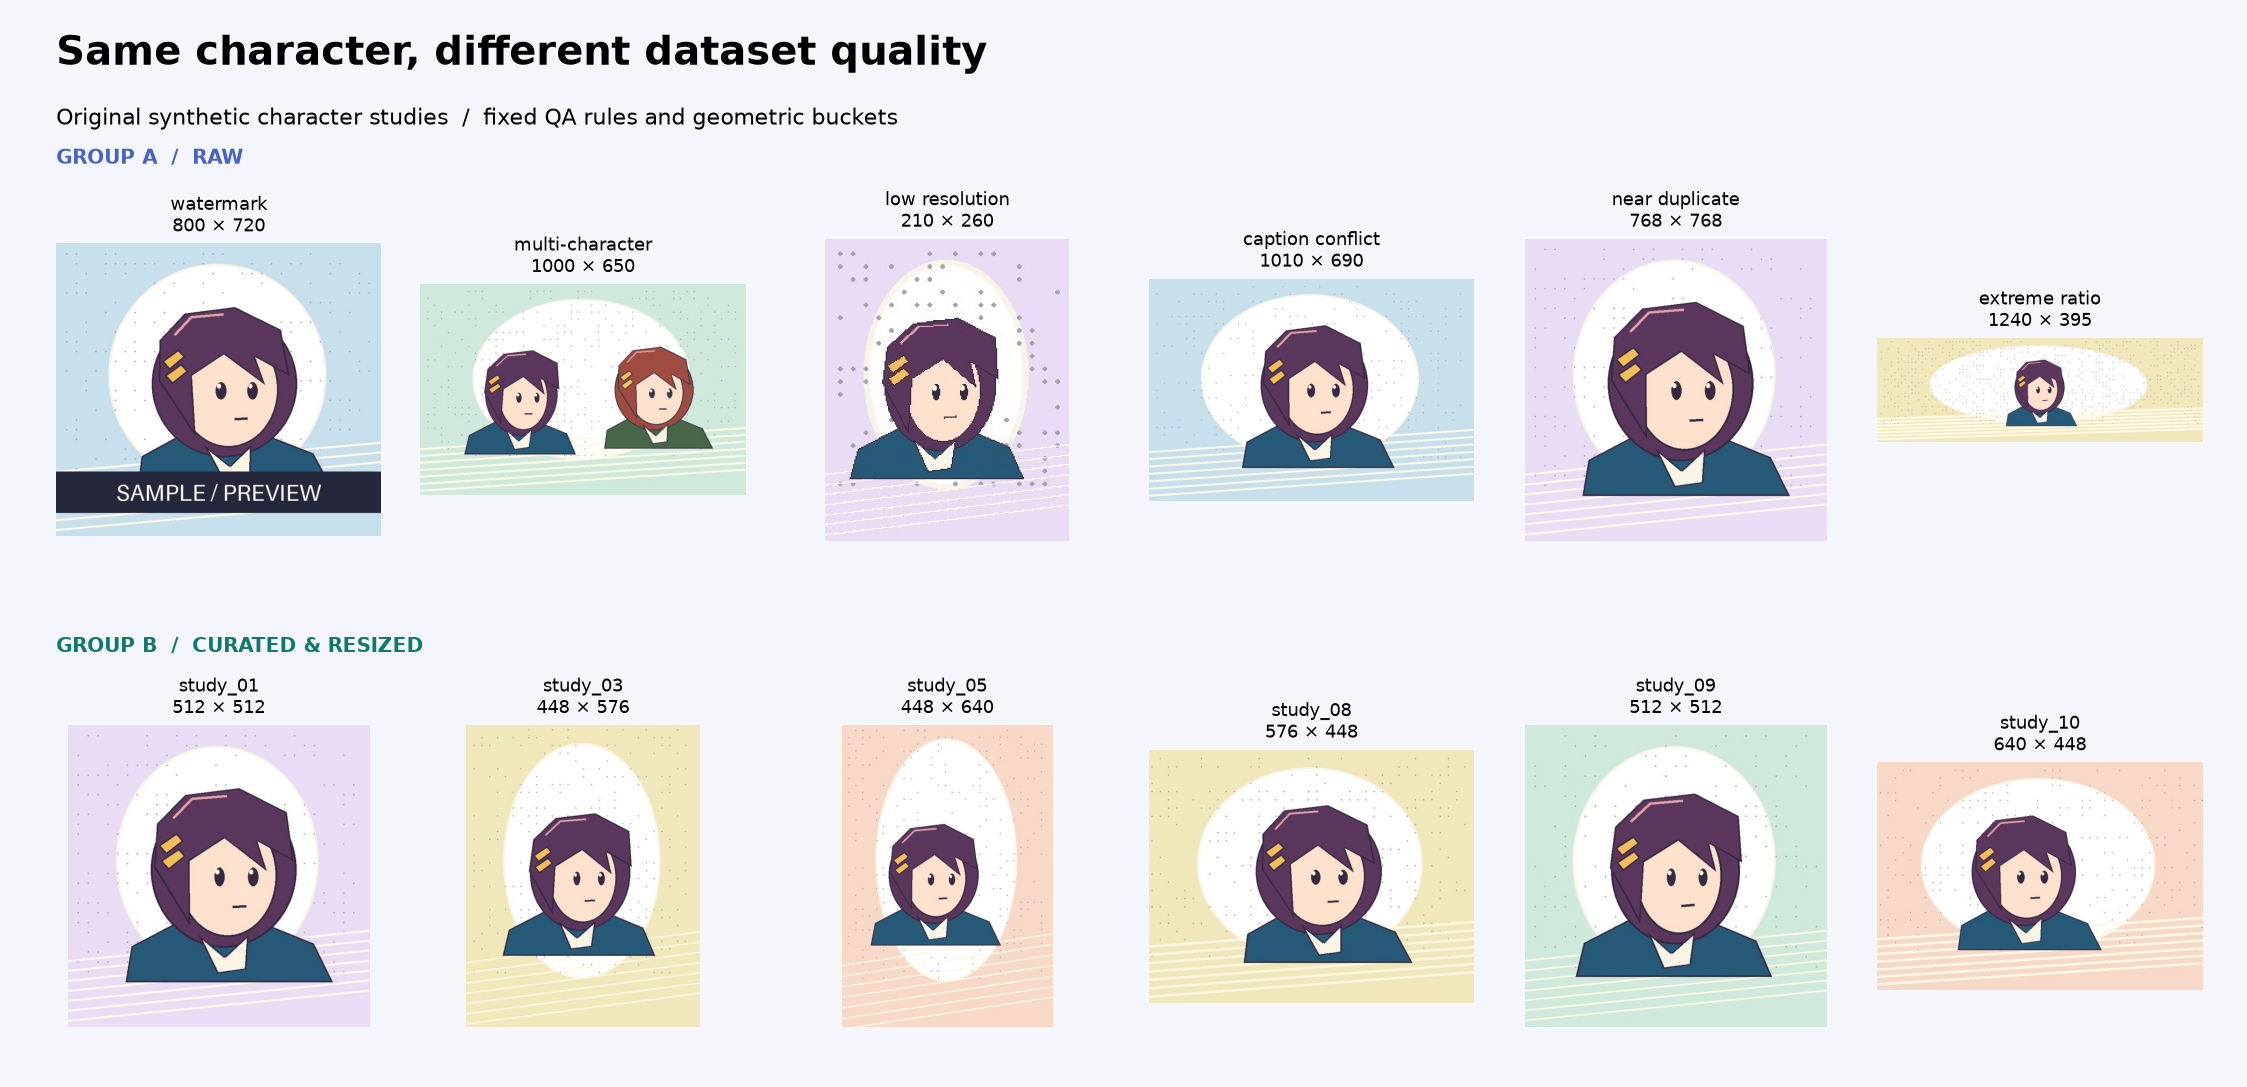 Same character, different dataset quality
Original synthetic character studies / fixed QA rules and geometric buckets
GROUP A / RAW
watermark
800 × 720
multi-character
1000 × 650
low resolution
210 × 260
caption conflict
1010 × 690
near duplicate
768 × 768
extreme ratio
1240 × 395
SAMPLE / PREVIEW
GROUP B / CURATED & RESIZED
study_01
512 × 512
study_03
448 × 576
study_05
448 × 640
study_08
576 × 448
study_09
512 × 512
study_10
640 × 448